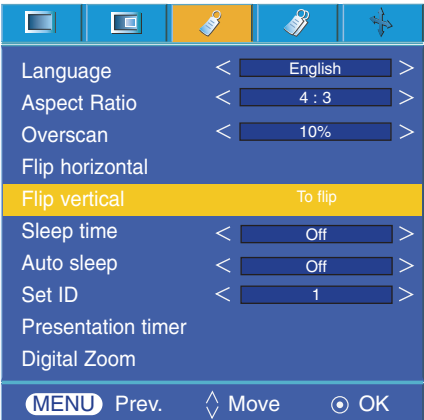 Language < English >
Aspect Ratio < 4 : 3 >
Overscan < 10% >
Flip horizontal
Flip vertical To flip
Sleep time < Off >
Auto sleep < Off >
Set ID < 1 >
Presentation timer
Digital Zoom
MENU Prev. Move OK